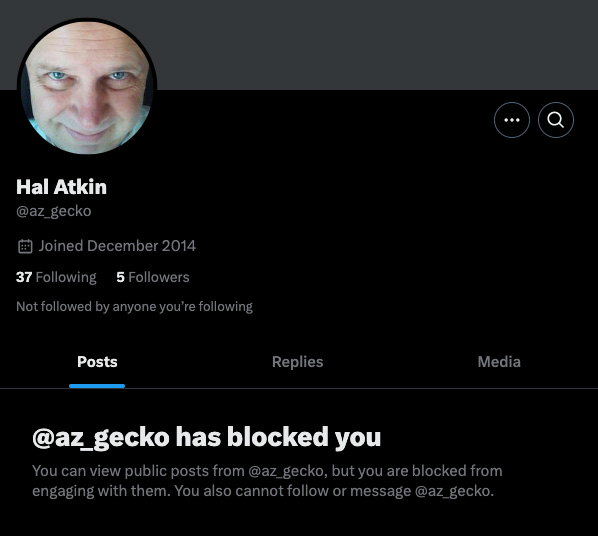 Hal Atkin
@az_gecko
Joined December 2014
37 Following 5 Followers
Not followed by anyone you're following
Posts Replies Media
@az_gecko has blocked you
You can view public posts from @az_gecko, but you are blocked from
engaging with them. You also cannot follow or message @az_gecko.